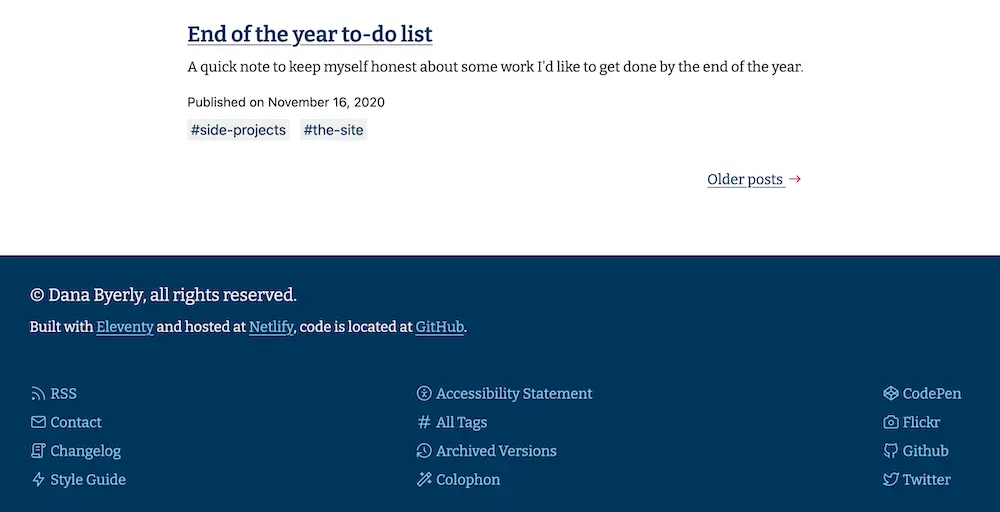 End of the year to-do list
A quick note to keep myself honest about some work I'd like to get done by the end of the year.
Published on November 16, 2020
#side-projects #the-site
Older posts →
© Dana Byerly, all rights reserved.
Built with Eleventy and hosted at Netlify, code is located at GitHub.
RSS
Contact
Changelog
Style Guide
Accessibility Statement
All Tags
Archived Versions
Colophon
CodePen
Flickr
Github
Twitter